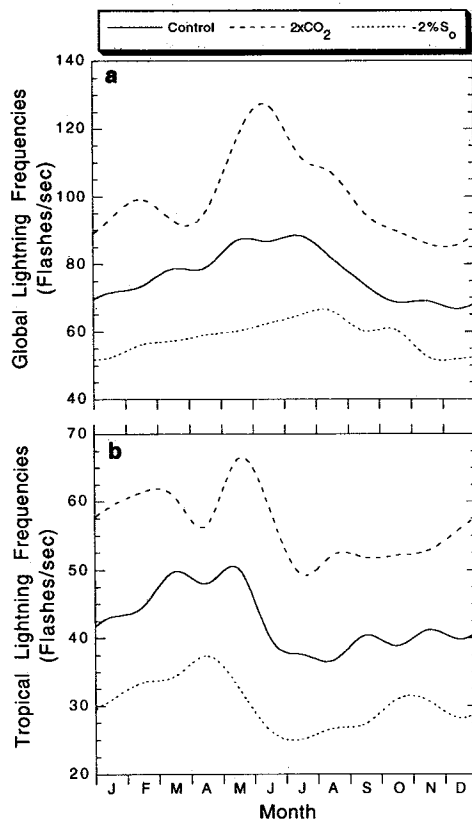 Control 2xCO2 -2%So
a
Global Lightning Frequencies
(Flashes/sec)
140
120
100
80
60
40
b
Tropical Lightning Frequencies
(Flashes/sec)
70
60
50
40
30
20
J F M A M J J A S O N D
Month